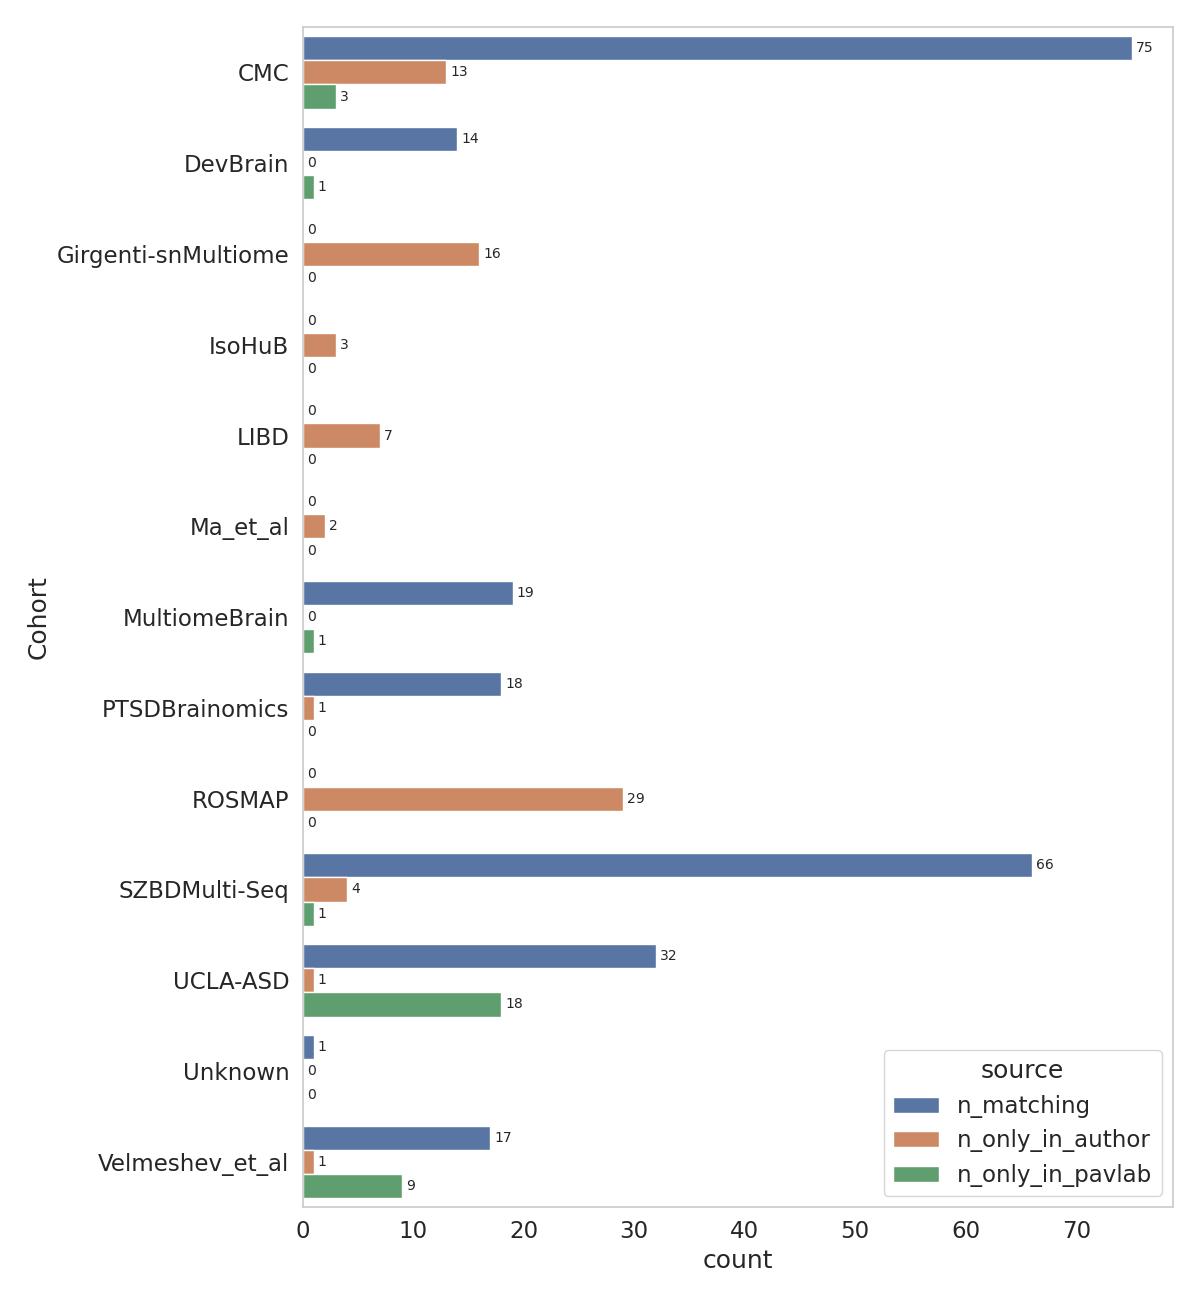 CMC
75
13
3
DevBrain
14
0
1
Girgenti-snMultiome
0
16
0
IsoHuB
0
3
0
LIBD
0
7
0
Ma_et_al
0
2
0
MultiomeBrain
19
0
1
PTSDBrainomics
18
1
0
ROSMAP
0
29
0
SZBDMulti-Seq
66
4
1
UCLA-ASD
32
1
18
Unknown
1
0
0
Velmeshev_et_al
17
1
9
Cohort
source
n_matching
n_only_in_author
n_only_in_pavlab
0 10 20 30 40 50 60 70
count